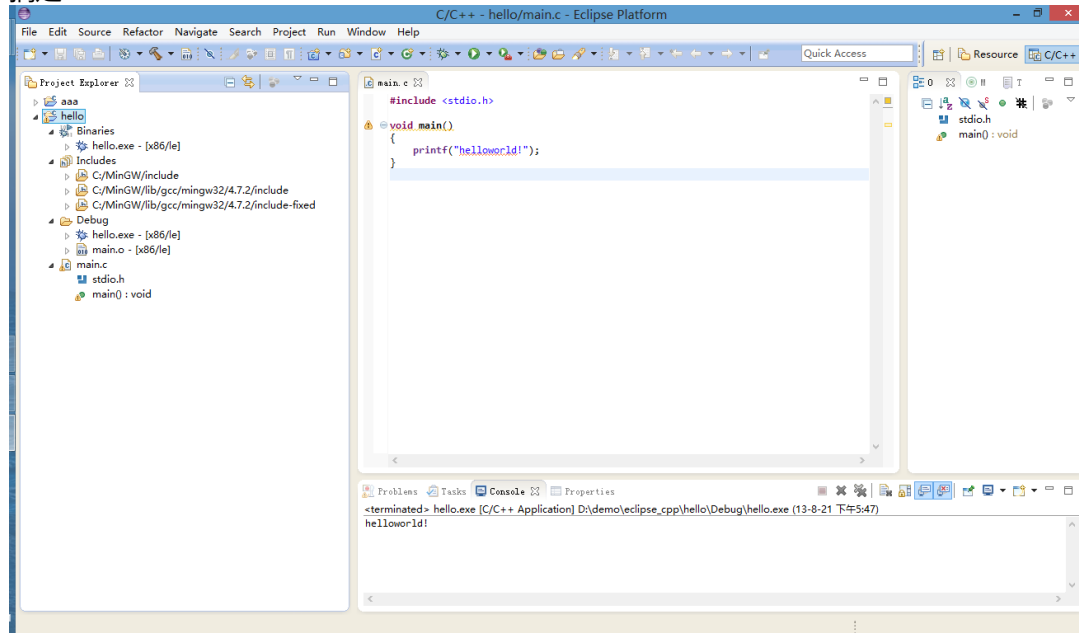 C/C++ - hello/main.c - Eclipse Platform
File Edit Source Refactor Navigate Search Project Run Window Help
Quick Access
Resource
C/C++
Project Explorer
aaa
hello
Binaries
hello.exe - [x86/le]
Includes
C:/MinGW/include
C:/MinGW/lib/gcc/mingw32/4.7.2/include
C:/MinGW/lib/gcc/mingw32/4.7.2/include-fixed
Debug
hello.exe - [x86/le]
main.o - [x86/le]
main.c
stdio.h
main() : void
main.c
#include <stdio.h>
void main()
{
printf("helloworld!");
}
O
M
T
stdio.h
main() : void
Problems Tasks Console Properties
<terminated> hello.exe [C/C++ Application] D:\demo\eclipse_cpp\hello\Debug\hello.exe (13-8-21 下午5:47)
helloworld!